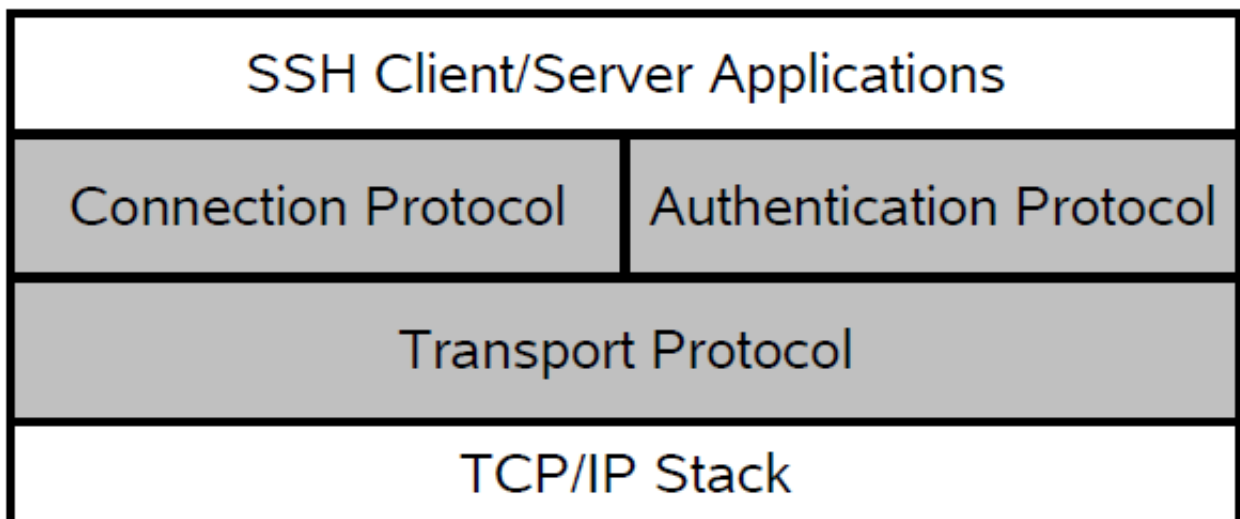 SSH Client/Server Applications
Connection Protocol
Authentication Protocol
Transport Protocol
TCP/IP Stack